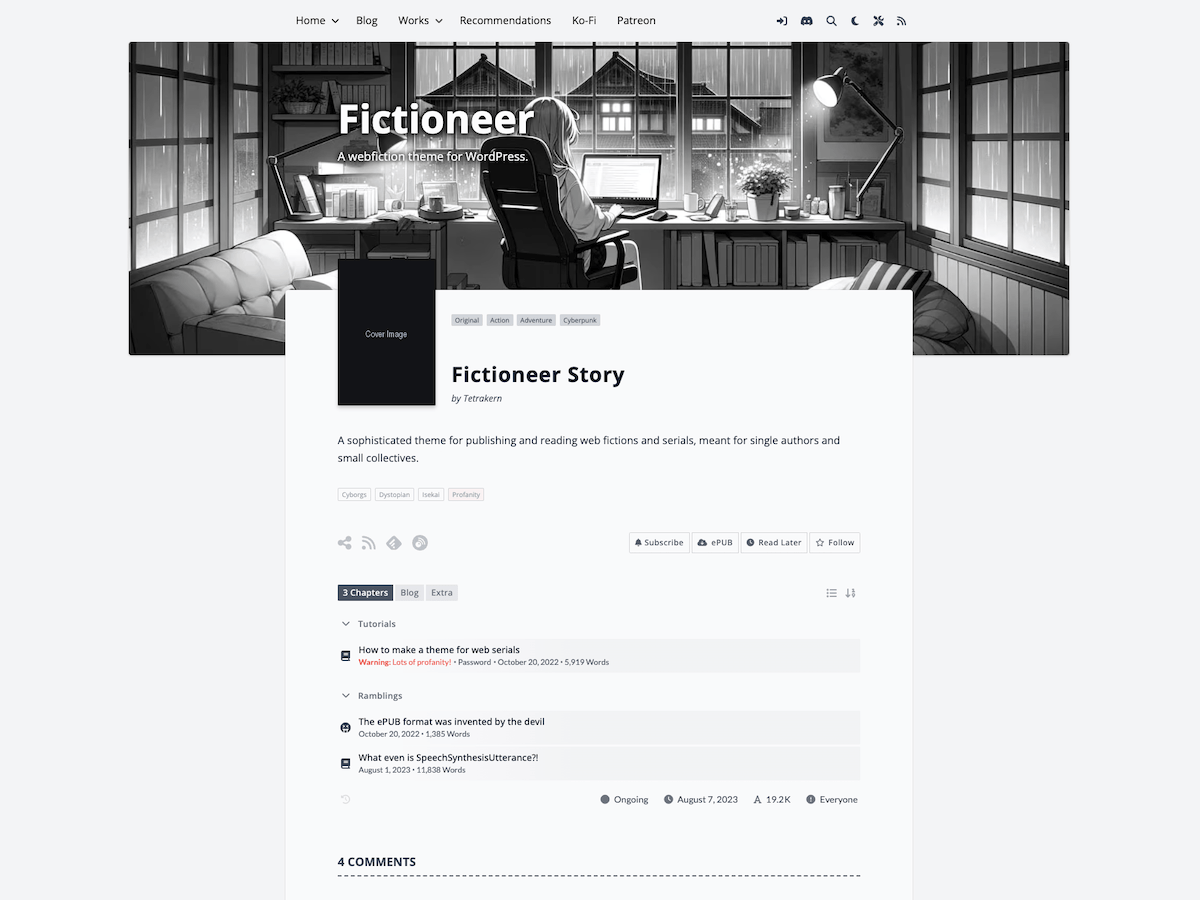 Home Blog Works Recommendations Ko-Fi Patreon
Fictioneer
A webfiction theme for WordPress.
Cover Image
Original Action Adventure Cyberpunk
Fictioneer Story
by Tetrakern
A sophisticated theme for publishing and reading web fictions and serials, meant for single authors and
small collectives.
Cyborgs Dystopian Isekai Profanity
Subscribe ePUB Read Later Follow
3 Chapters Blog Extra
Tutorials
How to make a theme for web serials
Warning: Lots of profanity! • Password • October 20, 2022 • 5,919 Words
Ramblings
The ePUB format was invented by the devil
October 20, 2022 • 1,385 Words
What even is SpeechSynthesisUtterance?!
August 1, 2023 • 11,838 Words
Ongoing August 7, 2023 19.2K Everyone
4 COMMENTS